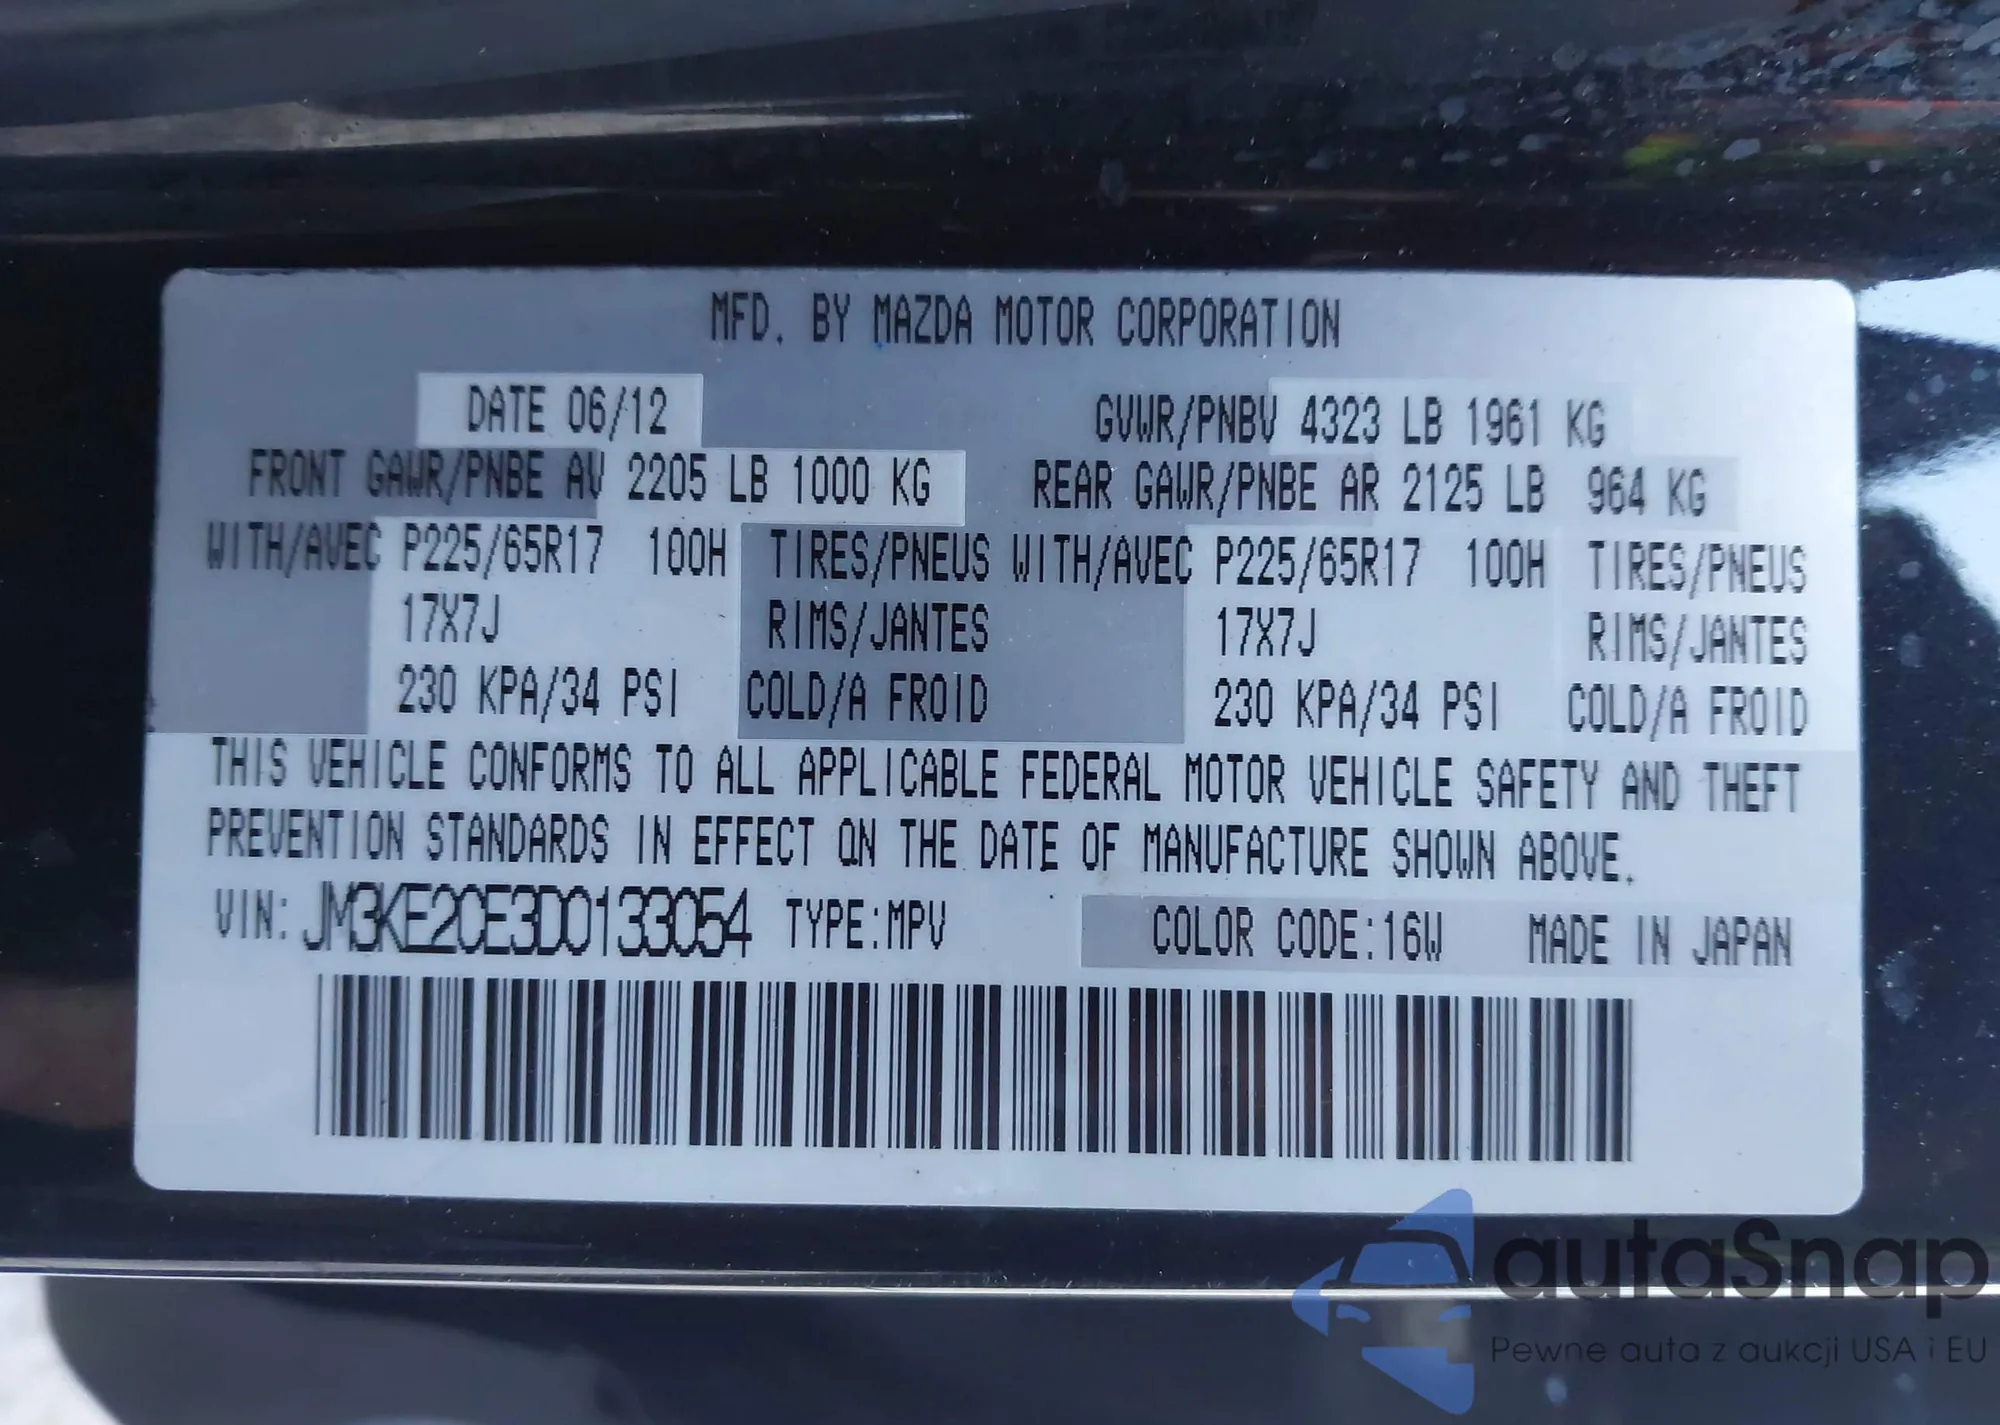 MFD. BY MAZDA MOTOR CORPORATION
DATE 06/12 GVWR/PNBV 4323 LB 1961 KG
FRONT GAWR/PNBE AV 2205 LB 1000 KG REAR GAWR/PNBE AR 2125 LB 964 KG
WITH/AVEC P225/65R17 100H TIRES/PNEUS WITH/AVEC P225/65R17 100H TIRES/PNEUS
17X7J RIMS/JANTES 17X7J RIMS/JANTES
230 KPA/34 PSI COLD/A FROID 230 KPA/34 PSI COLD/A FROID
THIS VEHICLE CONFORMS TO ALL APPLICABLE FEDERAL MOTOR VEHICLE SAFETY AND THEFT
PREVENTION STANDARDS IN EFFECT ON THE DATE OF MANUFACTURE SHOWN ABOVE.
VIN: JM3KE2CE3D0133054 TYPE:MPV COLOR CODE:16W MADE IN JAPAN
autaSnap
Pewne auta z aukcji USA i EU